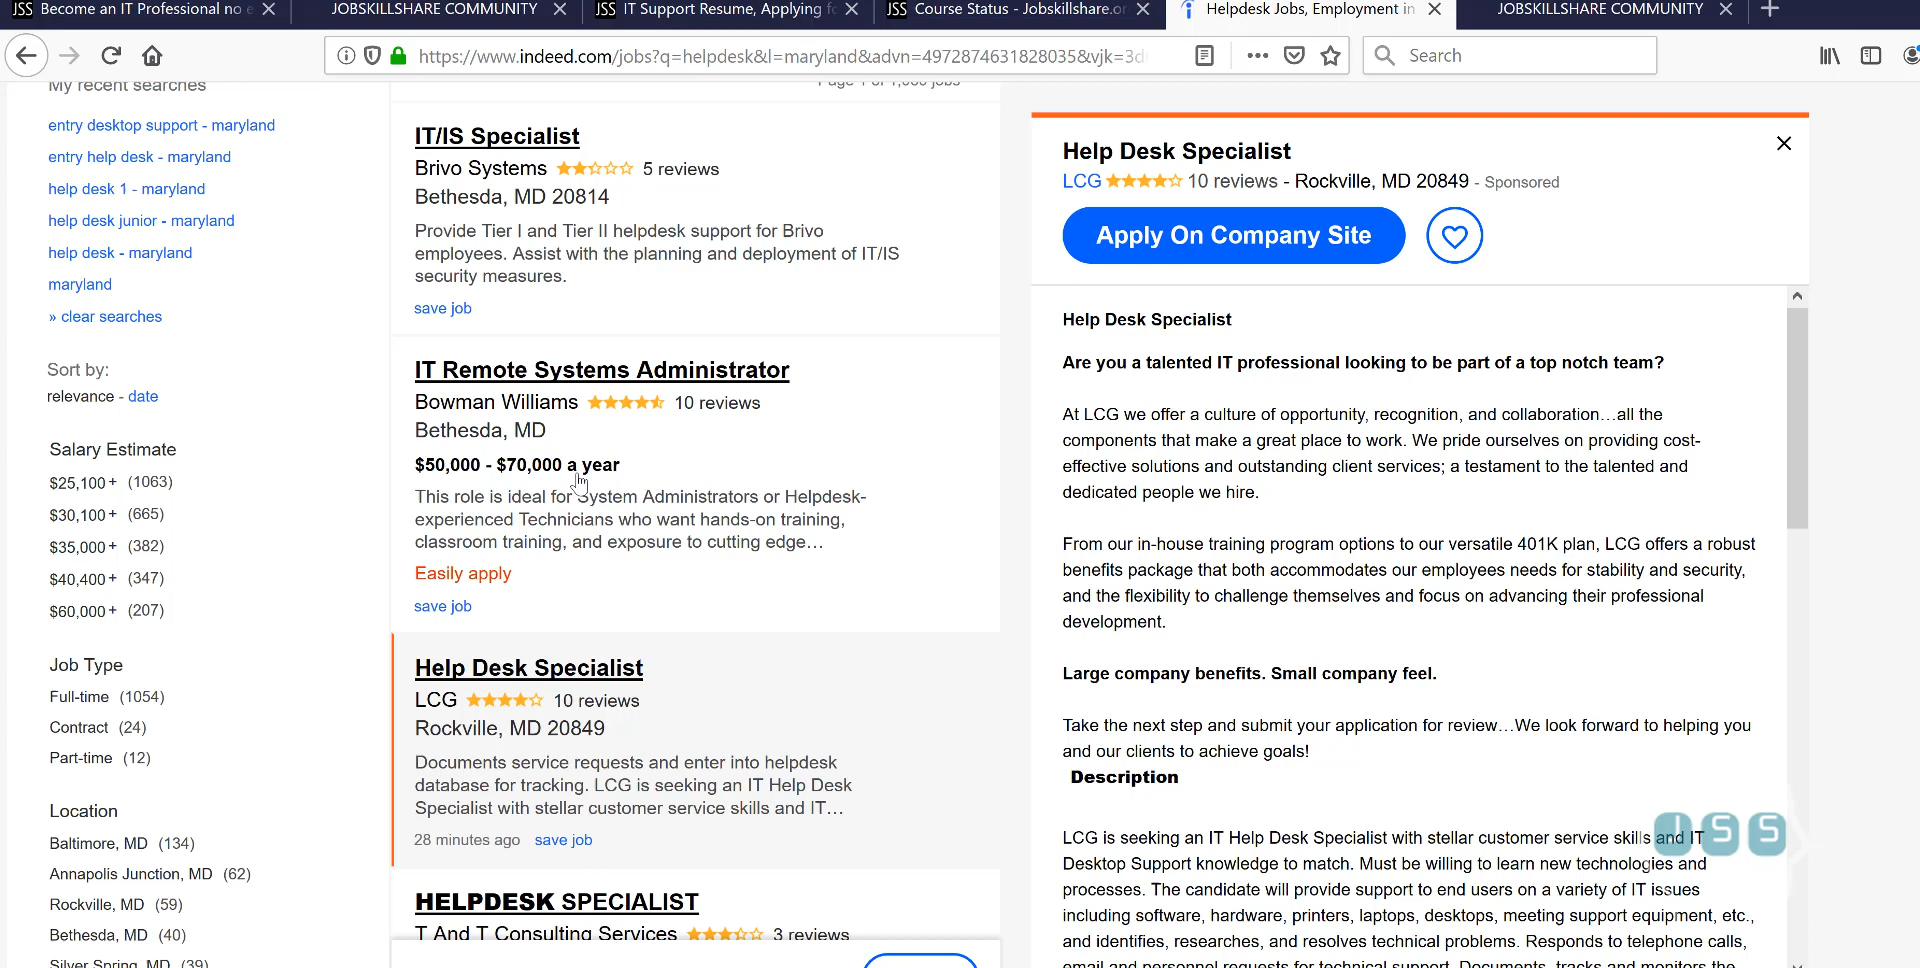 JSS Become an IT Professional no e
JOBSKILLSHARE COMMUNITY
JSS IT Support Resume, Applying fo
JSS Course Status - Jobskillshare.or
Helpdesk Jobs, Employment in
JOBSKILLSHARE COMMUNITY
https://www.indeed.com/jobs?q=helpdesk&l=maryland&advn=4972874631828035&vjk=3d
Search
My recent searches
entry desktop support - maryland
entry help desk - maryland
help desk 1 - maryland
help desk junior - maryland
help desk - maryland
maryland
» clear searches
Sort by:
relevance - date
Salary Estimate
$25,100+ (1063)
$30,100+ (665)
$35,000+ (382)
$40,400+ (347)
$60,000+ (207)
Job Type
Full-time (1054)
Contract (24)
Part-time (12)
Location
Baltimore, MD (134)
Annapolis Junction, MD (62)
Rockville, MD (59)
Bethesda, MD (40)
Silver Spring, MD (39)
IT/IS Specialist
Brivo Systems 5 reviews
Bethesda, MD 20814
Provide Tier I and Tier II helpdesk support for Brivo
employees. Assist with the planning and deployment of IT/IS
security measures.
save job
IT Remote Systems Administrator
Bowman Williams 10 reviews
Bethesda, MD
$50,000 - $70,000 a year
This role is ideal for System Administrators or Helpdesk-
experienced Technicians who want hands-on training,
classroom training, and exposure to cutting edge…
Easily apply
save job
Help Desk Specialist
LCG 10 reviews
Rockville, MD 20849
Documents service requests and enter into helpdesk
database for tracking. LCG is seeking an IT Help Desk
Specialist with stellar customer service skills and IT…
28 minutes ago save job
HELPDESK SPECIALIST
T And T Consulting Services 3 reviews
Help Desk Specialist
LCG 10 reviews - Rockville, MD 20849 - Sponsored
Apply On Company Site
Help Desk Specialist
Are you a talented IT professional looking to be part of a top notch team?
At LCG we offer a culture of opportunity, recognition, and collaboration…all the
components that make a great place to work. We pride ourselves on providing cost-
effective solutions and outstanding client services; a testament to the talented and
dedicated people we hire.
From our in-house training program options to our versatile 401K plan, LCG offers a robust
benefits package that both accommodates our employees needs for stability and security,
and the flexibility to challenge themselves and focus on advancing their professional
development.
Large company benefits. Small company feel.
Take the next step and submit your application for review…We look forward to helping you
and our clients to achieve goals!
Description
LCG is seeking an IT Help Desk Specialist with stellar customer service skills and IT
Desktop Support knowledge to match. Must be willing to learn new technologies and
processes. The candidate will provide support to end users on a variety of IT issues
including software, hardware, printers, laptops, desktops, meeting support equipment, etc.,
and identifies, researches, and resolves technical problems. Responds to telephone calls,
email and personnel requests for technical support. Documents, tracks and monitors the
JSS